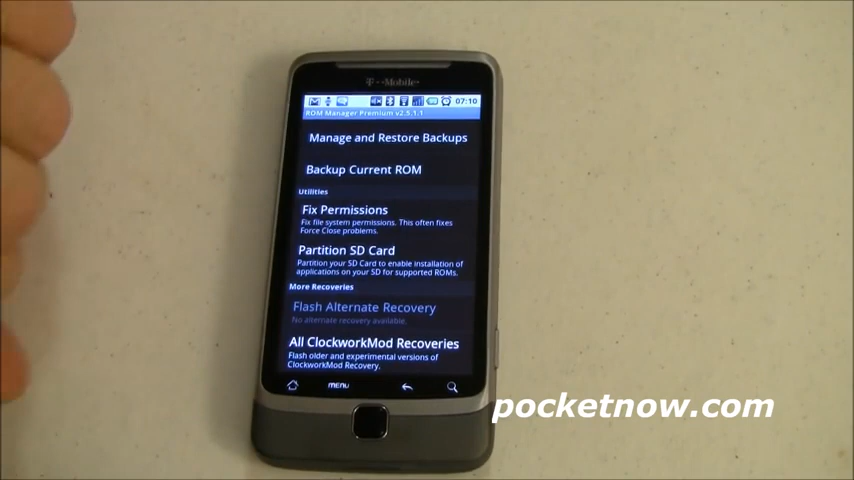 T··Mobile·
07:10
ROM Manager Premium v2.5.1.1
Manage and Restore Backups
Backup Current ROM
Utilities
Fix Permissions
Fix file system permissions. This often fixes
Force Close problems.
Partition SD Card
Partition your SD Card to enable installation of
applications on your SD for supported ROMs.
More Recoveries
Flash Alternate Recovery
No alternate recovery available.
All ClockworkMod Recoveries
Flash older and experimental versions of
ClockworkMod Recovery.
MENU
pocketnow.com